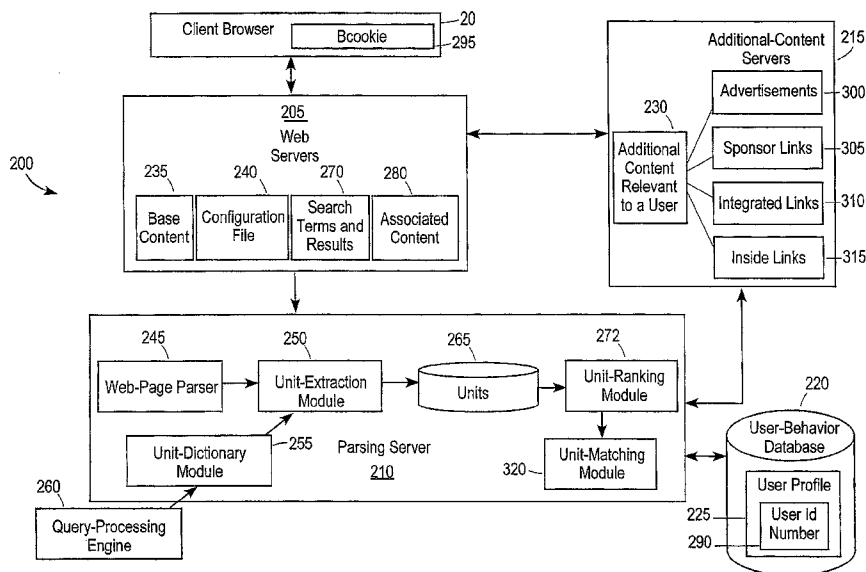 Client Browser
Bcookie
20
295
205
Web
Servers
235
240
270
280
Base
Content
Configuration
File
Search
Terms and
Results
Associated
Content
200
Additional-Content
Servers
215
230
Additional
Content
Relevant
to a User
Advertisements
300
Sponsor Links
305
Integrated Links
310
Inside Links
315
245
250
265
272
Web-Page Parser
Unit-Extraction
Module
Units
Unit-Ranking
Module
Unit-Dictionary
Module
255
Parsing Server
210
320
Unit-Matching
Module
260
Query-Processing
Engine
220
User-Behavior
Database
User Profile
225
User Id
Number
290